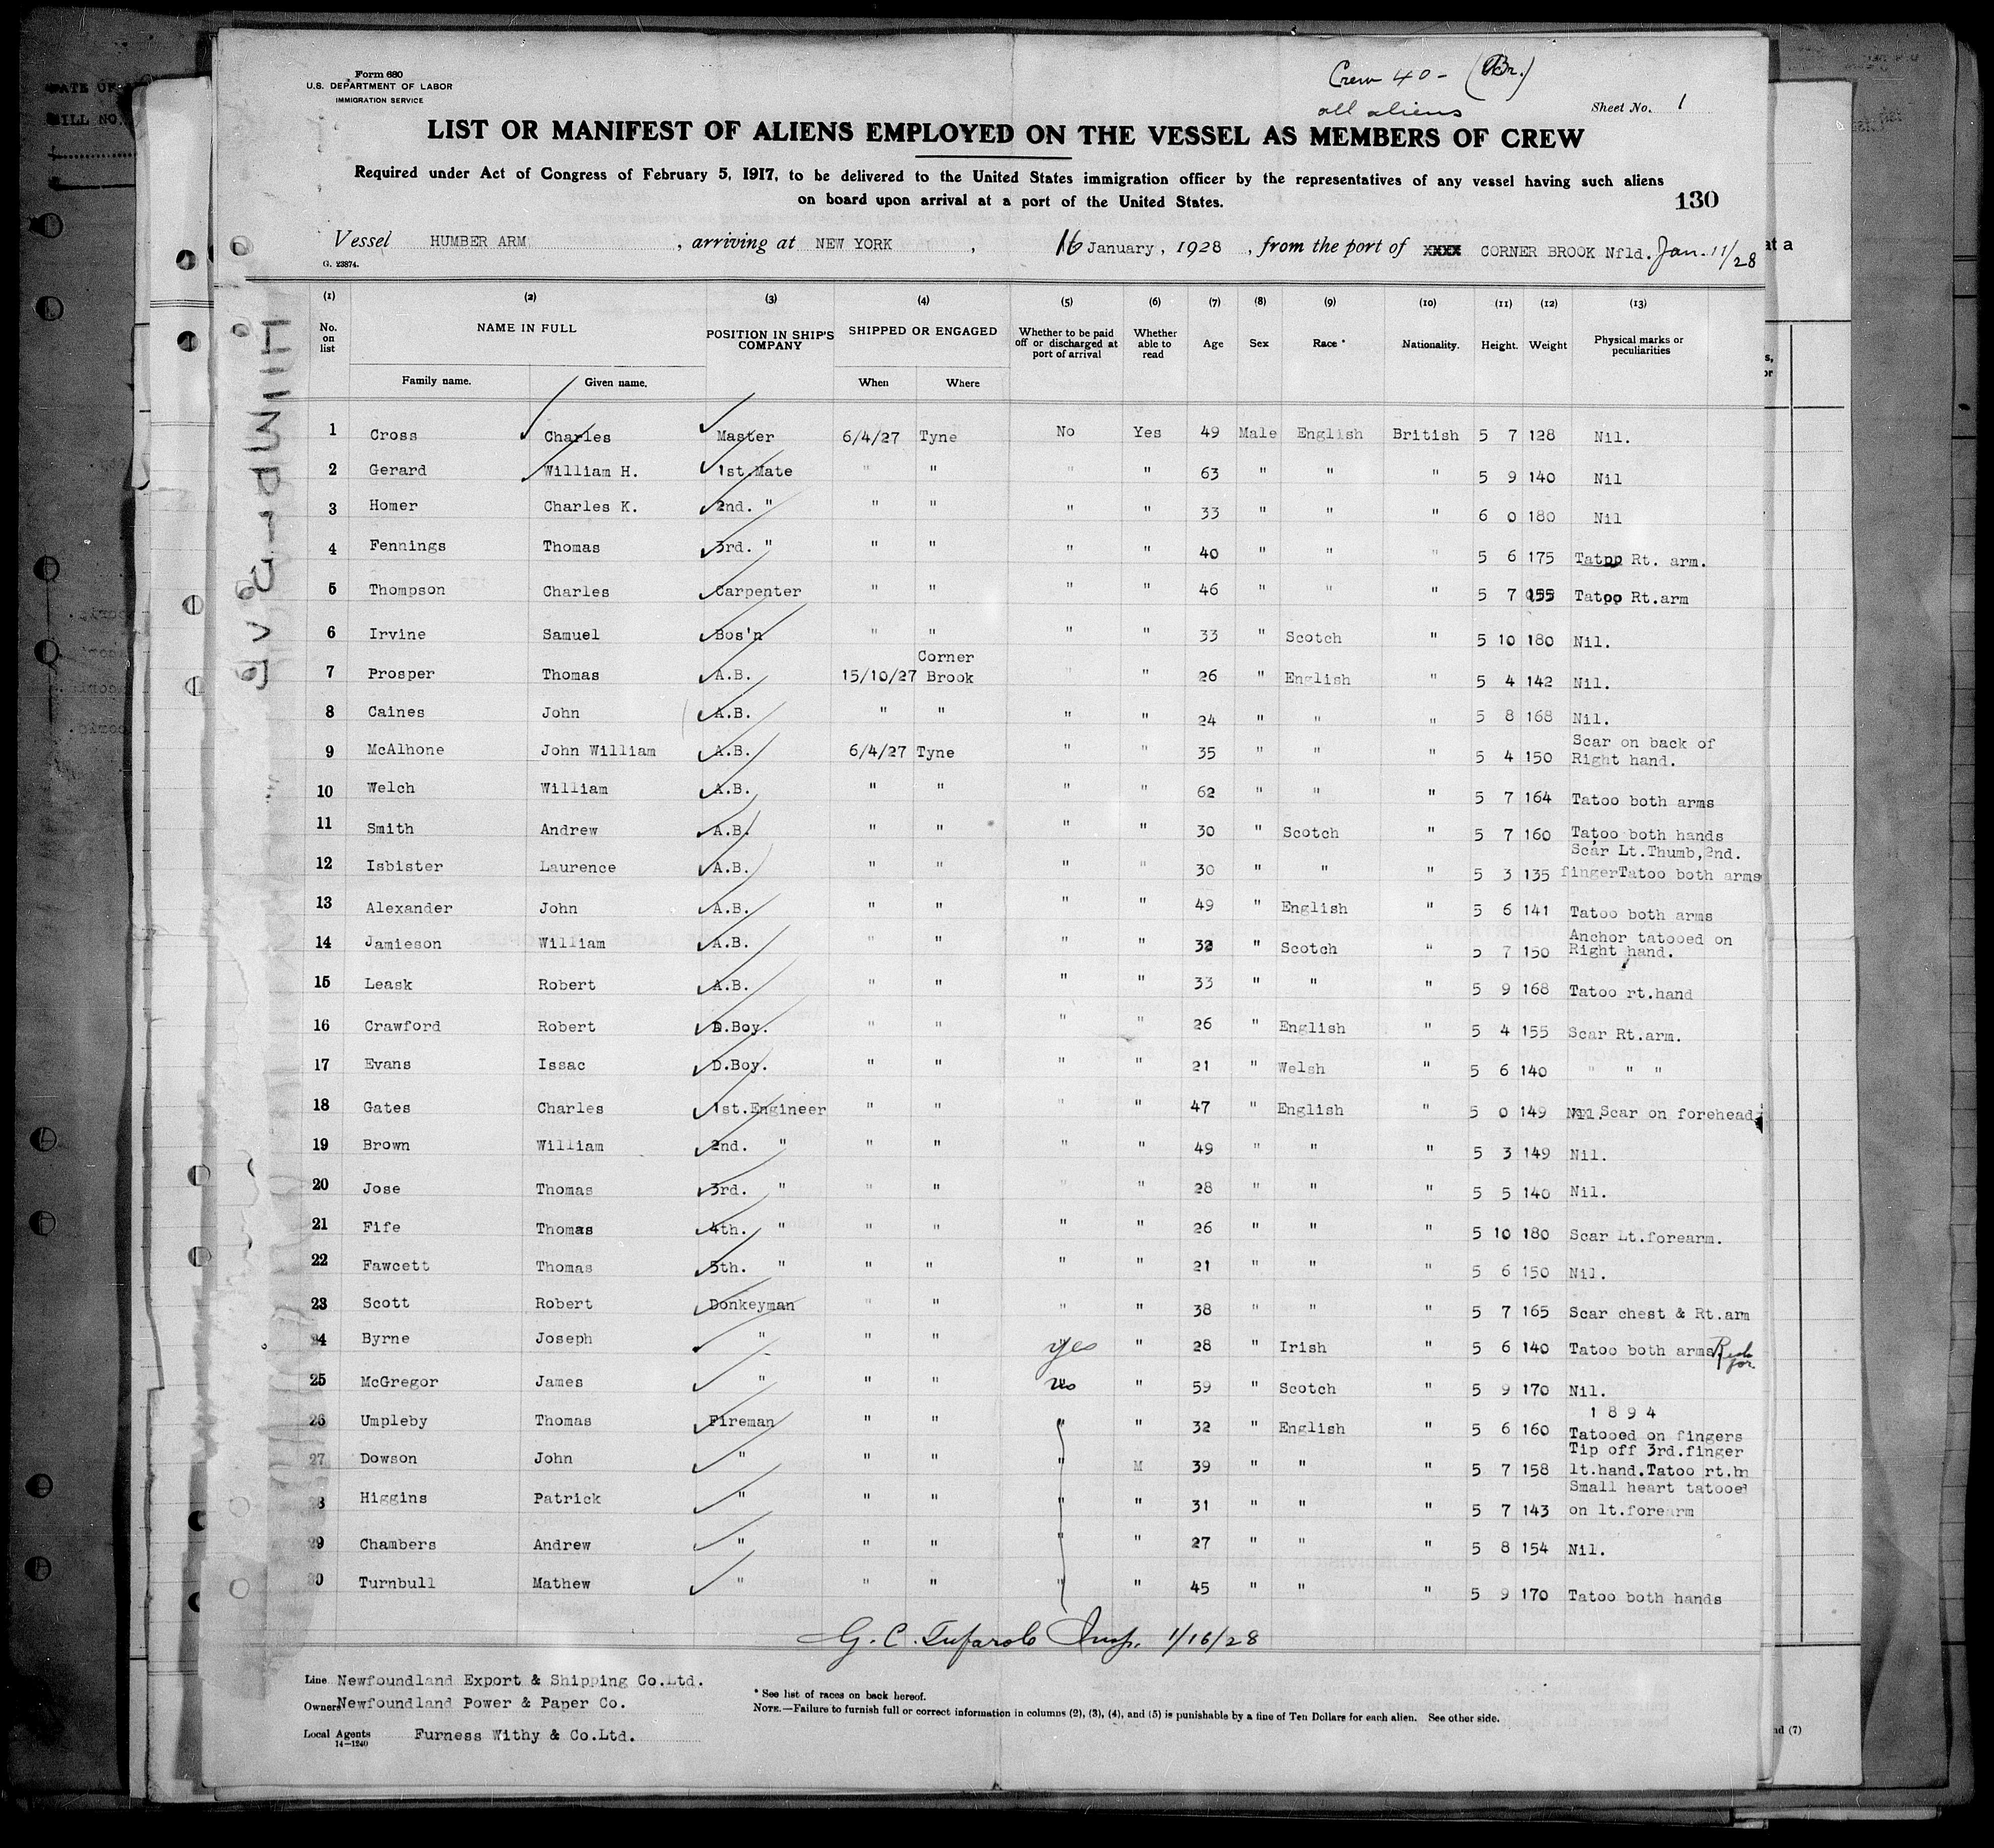 Form 680
U.S. DEPARTMENT OF LABOR
IMMIGRATION SERVICE
Crew 40 - (Br.)
all aliens
Sheet No. 1
LIST OR MANIFEST OF ALIENS EMPLOYED ON THE VESSEL AS MEMBERS OF CREW
Required under Act of Congress of February 5, 1917, to be delivered to the United States immigration officer by the representatives of any vessel having such aliens
on board upon arrival at a port of the United States.
130
Vessel HUMBER ARM , arriving at NEW YORK , 16 January, 1928 , from the port of XXXX CORNER BROOK Nfld. Jan. 11/28
G. 23874.
(1) (2) (3) (4) (5) (6) (7) (8) (9) (10) (11) (12) (13)
No. on list NAME IN FULL POSITION IN SHIP'S COMPANY SHIPPED OR ENGAGED Whether to be paid off or discharged at port of arrival Whether able to read Age Sex Race * Nationality. Height. Weight Physical marks or peculiarities
Family name. Given name. When Where
1 Cross Charles Master 6/4/27 Tyne No Yes 49 Male English British 5 7 128 Nil.
2 Gerard William H. 1st.Mate " " " " 63 " " " 5 9 140 Nil
3 Homer Charles K. 2nd. " " " " " 33 " " " 6 0 180 Nil
4 Fennings Thomas 3rd. " " " " " 40 " " " 5 6 175 Tatoo Rt. arm.
5 Thompson Charles Carpenter " " " " 46 " " " 5 7 155 Tatoo Rt.arm
6 Irvine Samuel Bos'n " " " " 33 " Scotch " 5 10 180 Nil.
7 Prosper Thomas A.B. 15/10/27 Corner Brook " " 26 " English " 5 4 142 Nil.
8 Caines John A.B. " " " " 24 " " " 5 8 168 Nil.
9 McAlhone John William A.B. 6/4/27 Tyne " " 35 " " " 5 4 150 Scar on back of Right hand.
10 Welch William A.B. " " " " 62 " " " 5 7 164 Tatoo both arms
11 Smith Andrew A.B. " " " " 30 " Scotch " 5 7 160 Tatoo both hands
12 Isbister Laurence A.B. " " " " 30 " " " 5 3 135 Scar Lt.Thumb,2nd. fingerTatoo both arms
13 Alexander John A.B. " " " " 49 " English " 5 6 141 Tatoo both arms
14 Jamieson William A.B. " " " " 32 " Scotch " 5 7 150 Anchor tatooed on Right hand.
15 Leask Robert A.B. " " " " 33 " " " 5 9 168 Tatoo rt.hand
16 Crawford Robert D.Boy. " " " " 26 " English " 5 4 155 Scar Rt.arm.
17 Evans Issac D.Boy. " " " " 21 " Welsh " 5 6 140 " " "
18 Gates Charles 1st.Engineer " " " " 47 " English " 5 0 149 Nil. Scar on forehead
19 Brown William 2nd. " " " " " 49 " " " 5 3 149 Nil.
20 Jose Thomas 3rd. " " " " " 28 " " " 5 5 140 Nil.
21 Fife Thomas 4th. " " " " " 26 " " " 5 10 180 Scar Lt.forearm.
22 Fawcett Thomas 5th. " " " " " 21 " " " 5 6 150 Nil.
23 Scott Robert Donkeyman " " " " 38 " " " 5 7 165 Scar chest & Rt.arm
24 Byrne Joseph " " " yes " 28 " Irish " 5 6 140 Tatoo both arms.
25 McGregor James " " " no " 59 " Scotch " 5 9 170 Nil.
26 Umpleby Thomas Fireman " " " " 32 " English " 5 6 160 1 8 9 4 Tatooed on fingers
27 Dowson John " " " " M 39 " " " 5 7 158 Tip off 3rd.finger lt.hand.Tatoo rt.h
28 Higgins Patrick " " " " " 31 " " " 5 7 143 Small heart tatooed on lt.forearm
29 Chambers Andrew " " " " " 27 " " " 5 8 154 Nil.
30 Turnbull Mathew " " " " " 45 " " " 5 9 170 Tatoo both hands
G. C. Tufarolo Insp. 1/16/28
Line Newfoundland Export & Shipping Co.Ltd.
Owners Newfoundland Power & Paper Co.
Local Agents Furness Withy & Co.Ltd.
14-1240
* See list of races on back hereof.
NOTE.—Failure to furnish full or correct information in columns (2), (3), (4), and (5) is punishable by a fine of Ten Dollars for each alien. See other side.